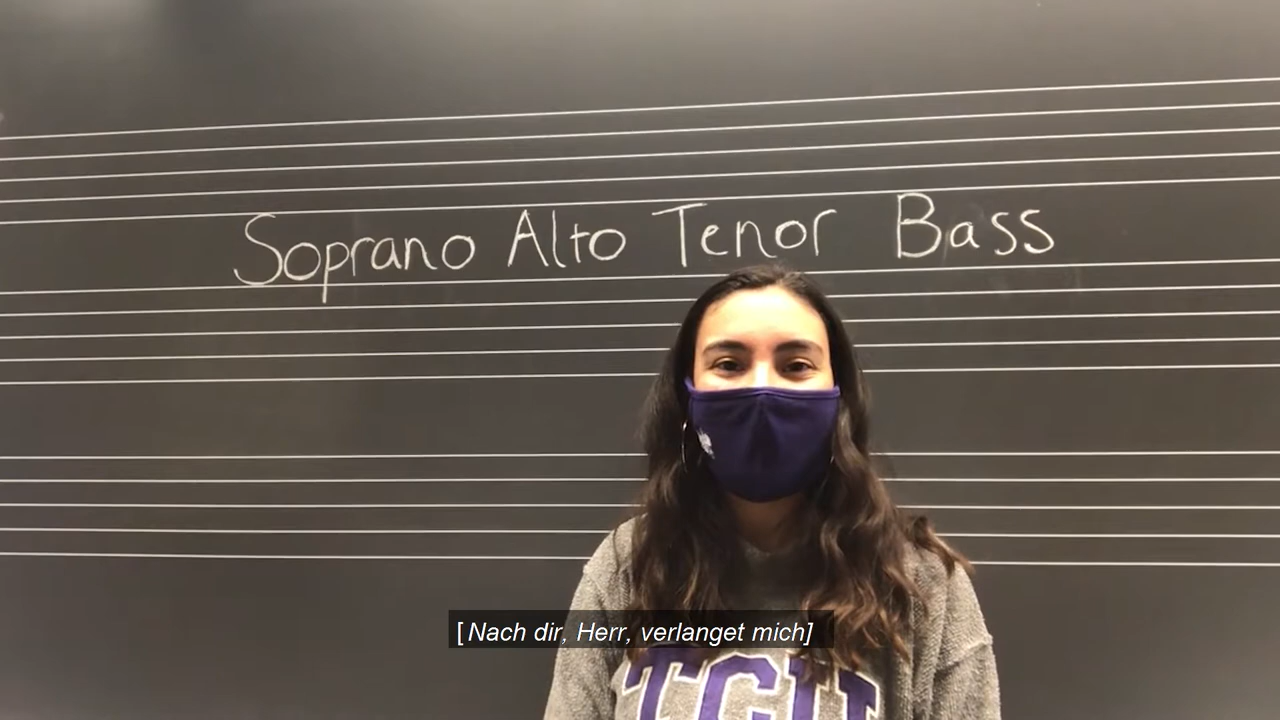 Soprano Alto Tenor Bass
[Nach dir, Herr, verlanget mich]
TCU